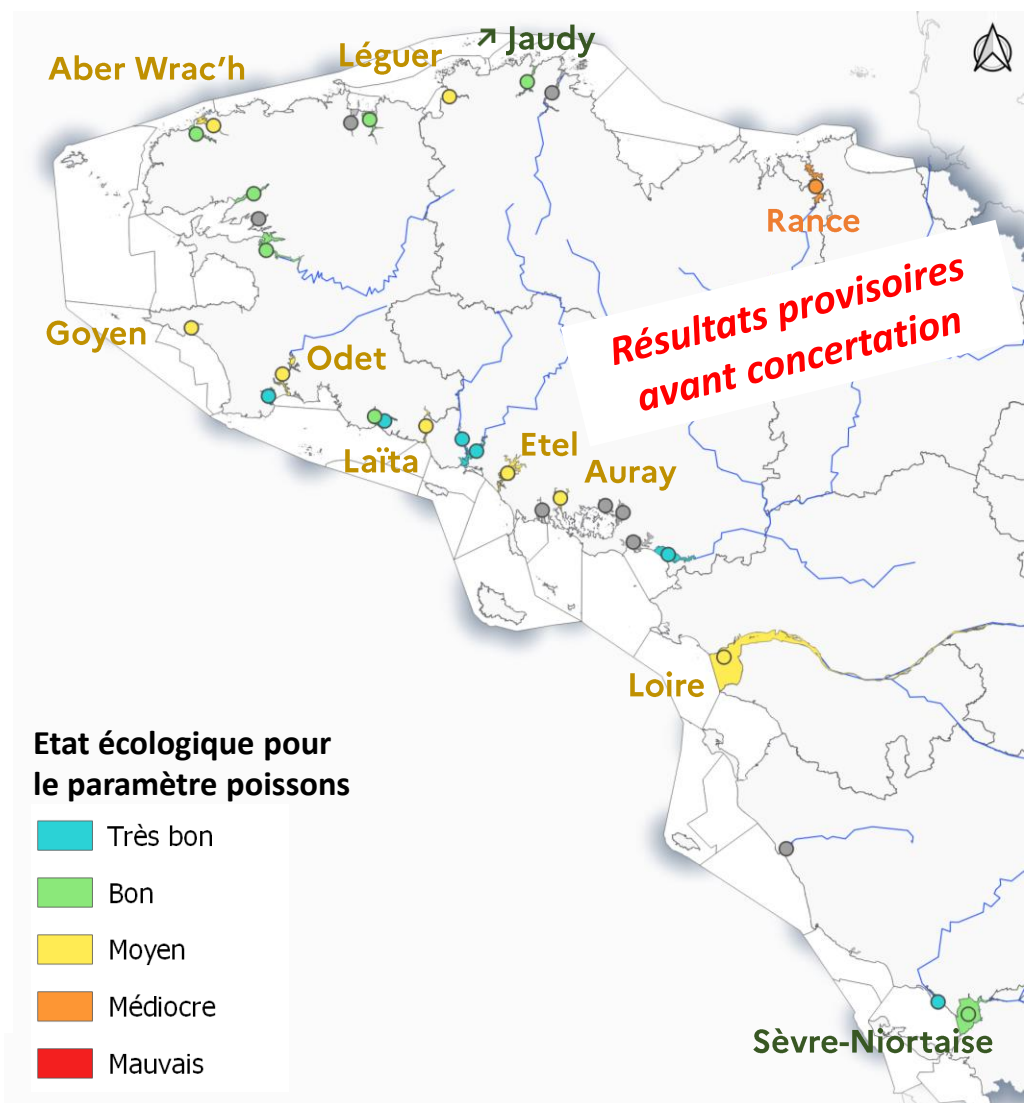 ↗ Jaudy
Léguer
Aber Wrac'h
Rance
Résultats provisoires
avant concertation
Goyen
Odet
Etel
Laïta
Auray
Loire
Etat écologique pour
le paramètre poissons
Très bon
Bon
Moyen
Médiocre
Mauvais
Sèvre-Niortaise